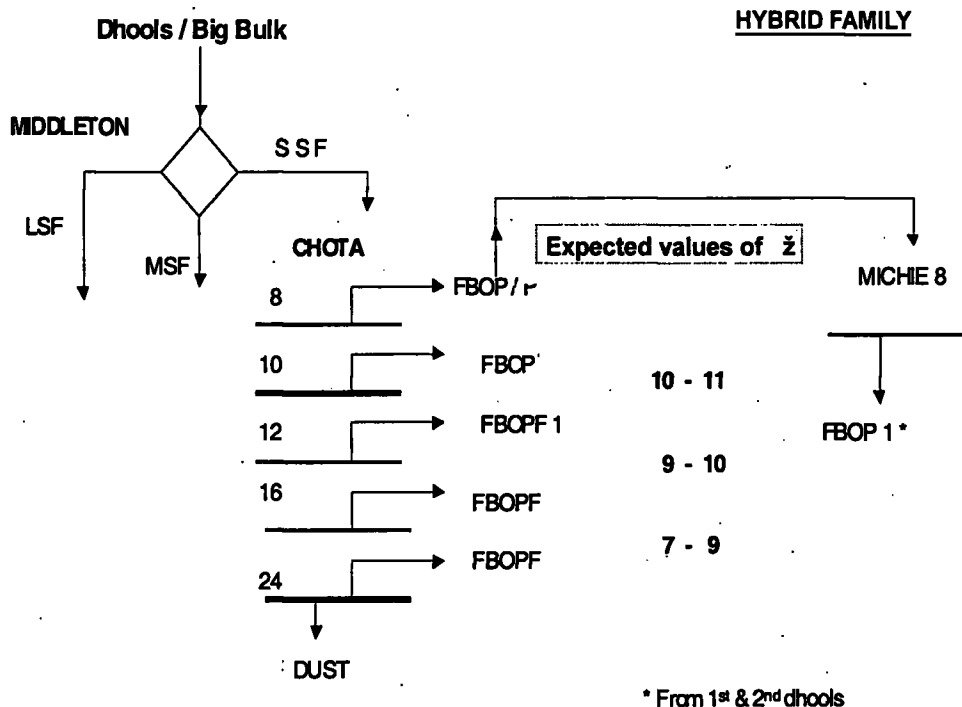 HYBRID FAMILY
Dhools / Big Bulk
MIDDLETON
SSF
LSF
MSF
CHOTA
Expected values of ž
MICHIE 8
8
FBOP /
10
FBOP
10 - 11
12
FBOPF 1
FBOP 1 *
9 - 10
16
FBOPF
7 - 9
24
FBOPF
DUST
* From 1st & 2nd dhools